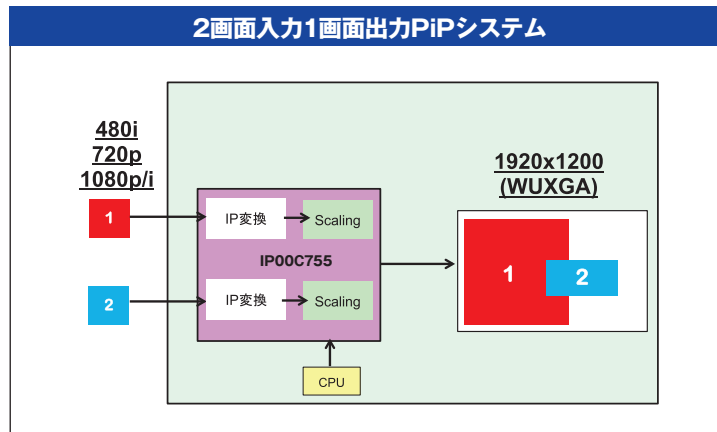 2画面入力1画面出力PiPシステム
480i
720p
1080p/i
1920x1200
(WUXGA)
1
IP変換
Scaling
IP00C755
1
2
2
IP変換
Scaling
CPU